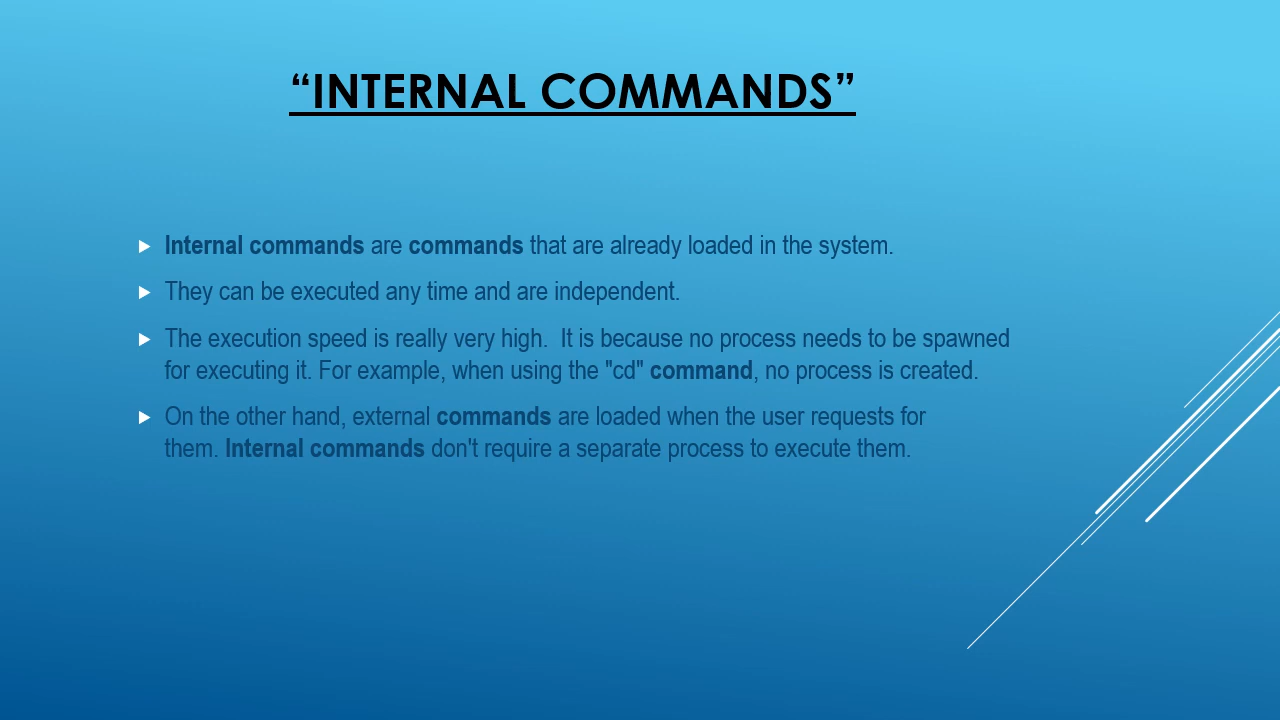 “INTERNAL COMMANDS”
Internal commands are commands that are already loaded in the system.
They can be executed any time and are independent.
The execution speed is really very high.  It is because no process needs to be spawned
for executing it. For example, when using the "cd" command, no process is created.
On the other hand, external commands are loaded when the user requests for
them. Internal commands don't require a separate process to execute them.